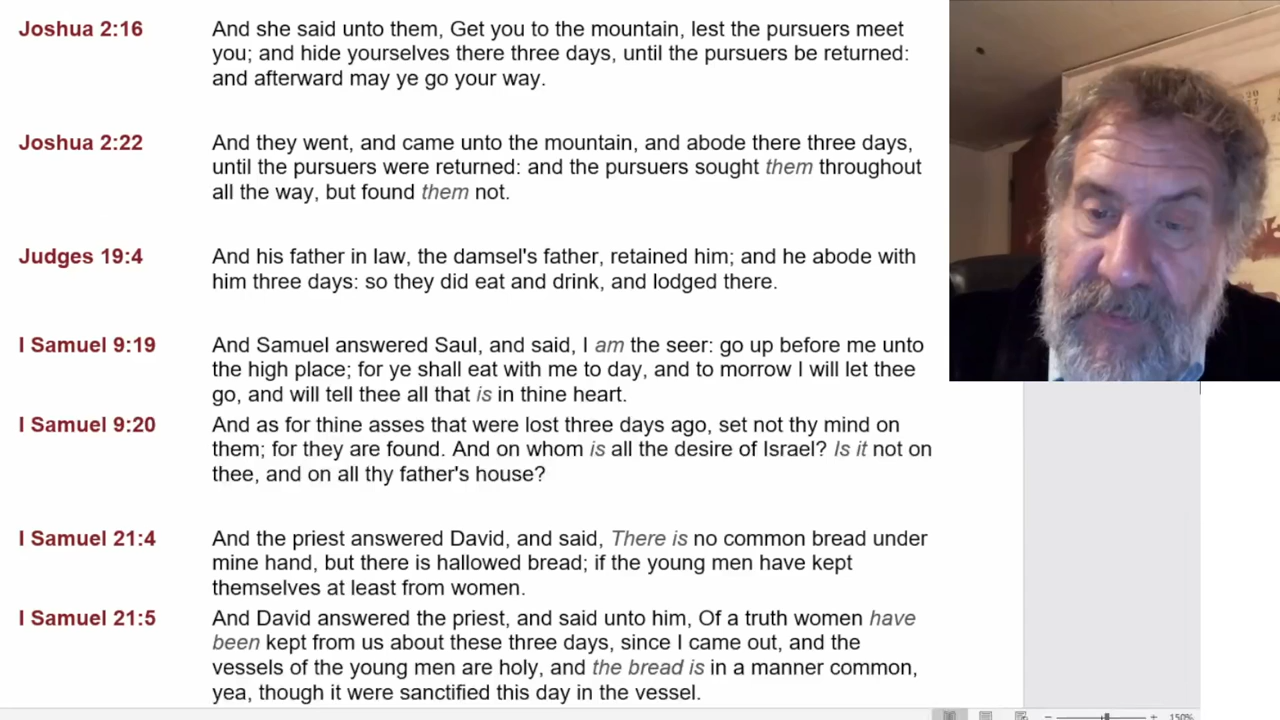 Joshua 2:16 And she said unto them, Get you to the mountain, lest the pursuers meet
you; and hide yourselves there three days, until the pursuers be returned:
and afterward may ye go your way.
Joshua 2:22 And they went, and came unto the mountain, and abode there three days,
until the pursuers were returned: and the pursuers sought them throughout
all the way, but found them not.
Judges 19:4 And his father in law, the damsel's father, retained him; and he abode with
him three days: so they did eat and drink, and lodged there.
I Samuel 9:19 And Samuel answered Saul, and said, I am the seer: go up before me unto
the high place; for ye shall eat with me to day, and to morrow I will let thee
go, and will tell thee all that is in thine heart.
I Samuel 9:20 And as for thine asses that were lost three days ago, set not thy mind on
them; for they are found. And on whom is all the desire of Israel? Is it not on
thee, and on all thy father's house?
I Samuel 21:4 And the priest answered David, and said, There is no common bread under
mine hand, but there is hallowed bread; if the young men have kept
themselves at least from women.
I Samuel 21:5 And David answered the priest, and said unto him, Of a truth women have
been kept from us about these three days, since I came out, and the
vessels of the young men are holy, and the bread is in a manner common,
yea, though it were sanctified this day in the vessel.
150%